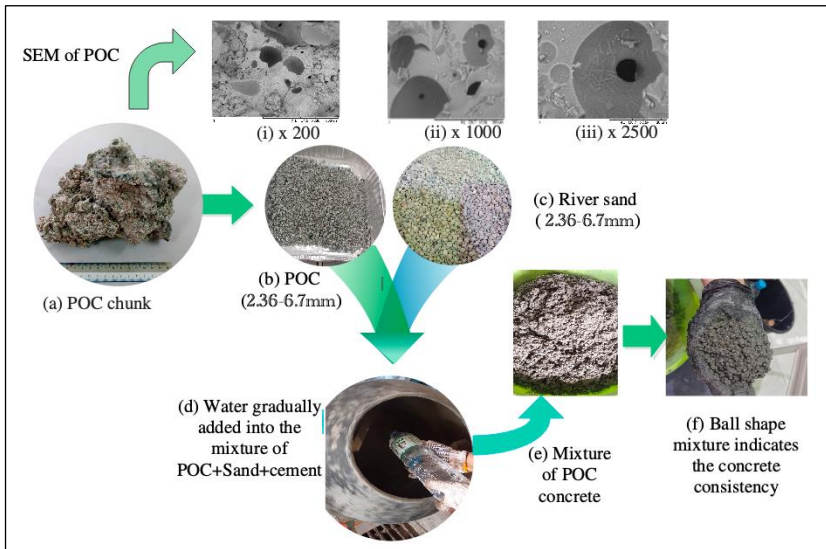 SEM of POC
(i) x 200
(ii) x 1000
(iii) x 2500
(a) POC chunk
(b) POC
(2.36-6.7mm)
(c) River sand
(2.36-6.7mm)
(d) Water gradually
added into the
mixture of
POC+Sand+cement
(e) Mixture
of POC
concrete
(f) Ball shape
mixture indicates
the concrete
consistency